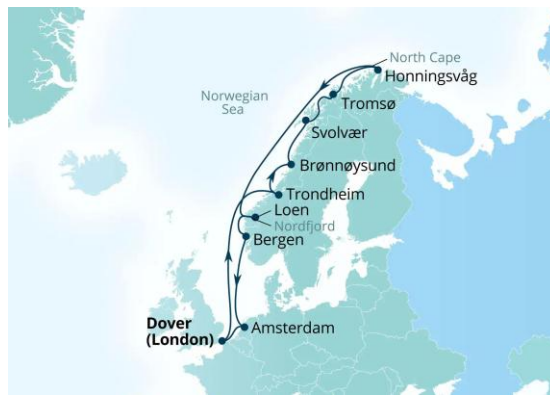 North Cape
Honningsvåg
Norwegian
Sea
Tromsø
Svolvær
Brønnøysund
Trondheim
Loen
Nordfjord
Bergen
Dover
(London)
Amsterdam